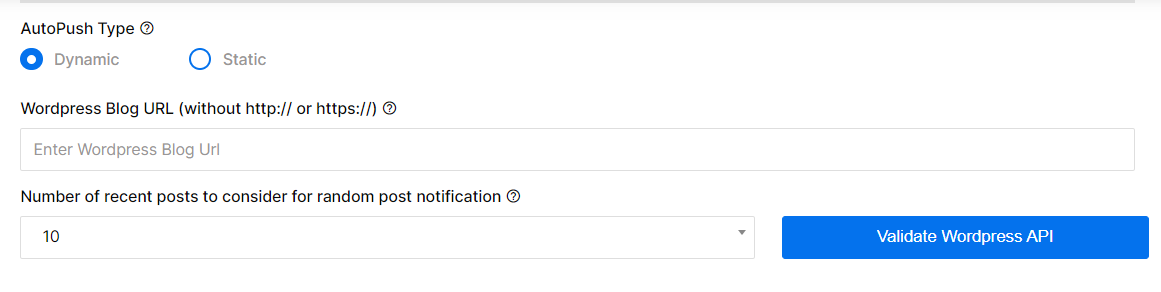 AutoPush Type
Dynamic Static
Wordpress Blog URL (without http:// or https://)
Enter Wordpress Blog Url
Number of recent posts to consider for random post notification
10 Validate Wordpress API